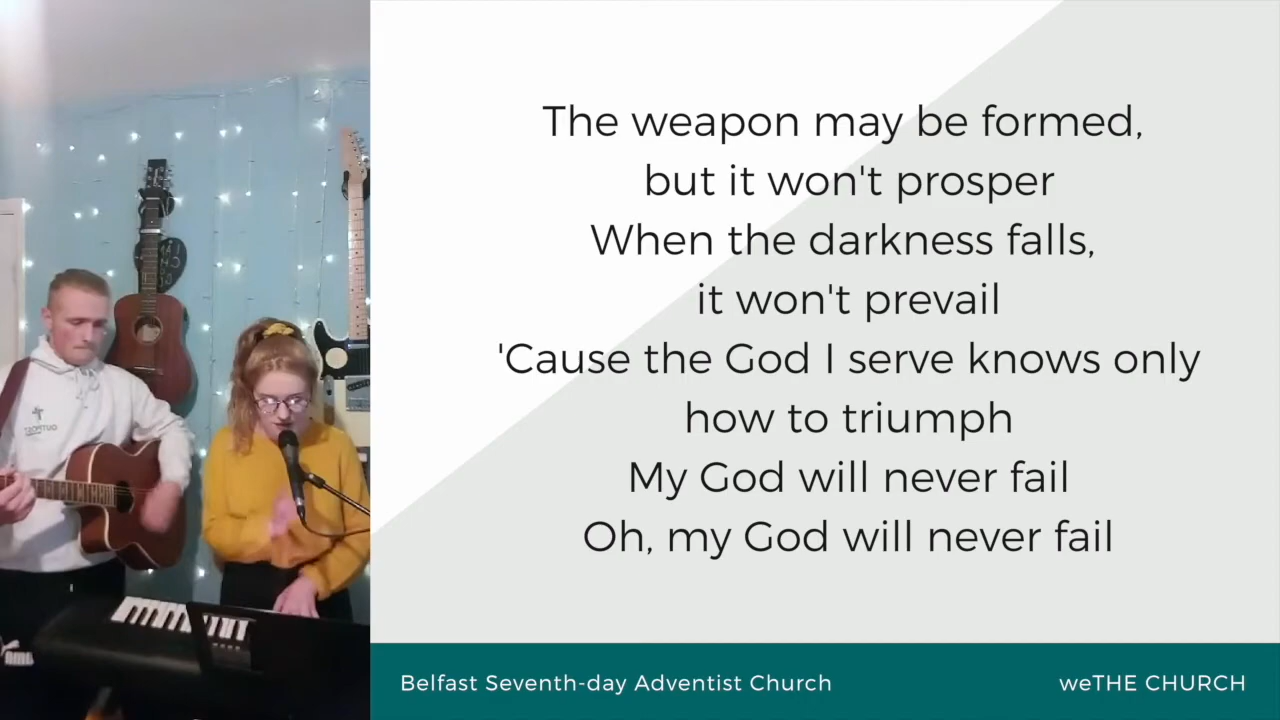 The weapon may be formed,
but it won't prosper
When the darkness falls,
it won't prevail
'Cause the God I serve knows only
how to triumph
My God will never fail
Oh, my God will never fail
Belfast Seventh-day Adventist Church
weTHE CHURCH